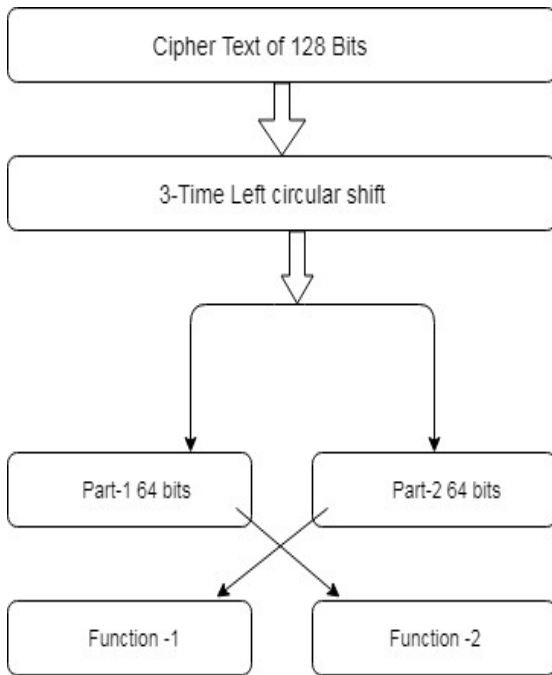 Cipher Text of 128 Bits
3-Time Left circular shift
Part-1 64 bits
Part-2 64 bits
Function -1
Function -2